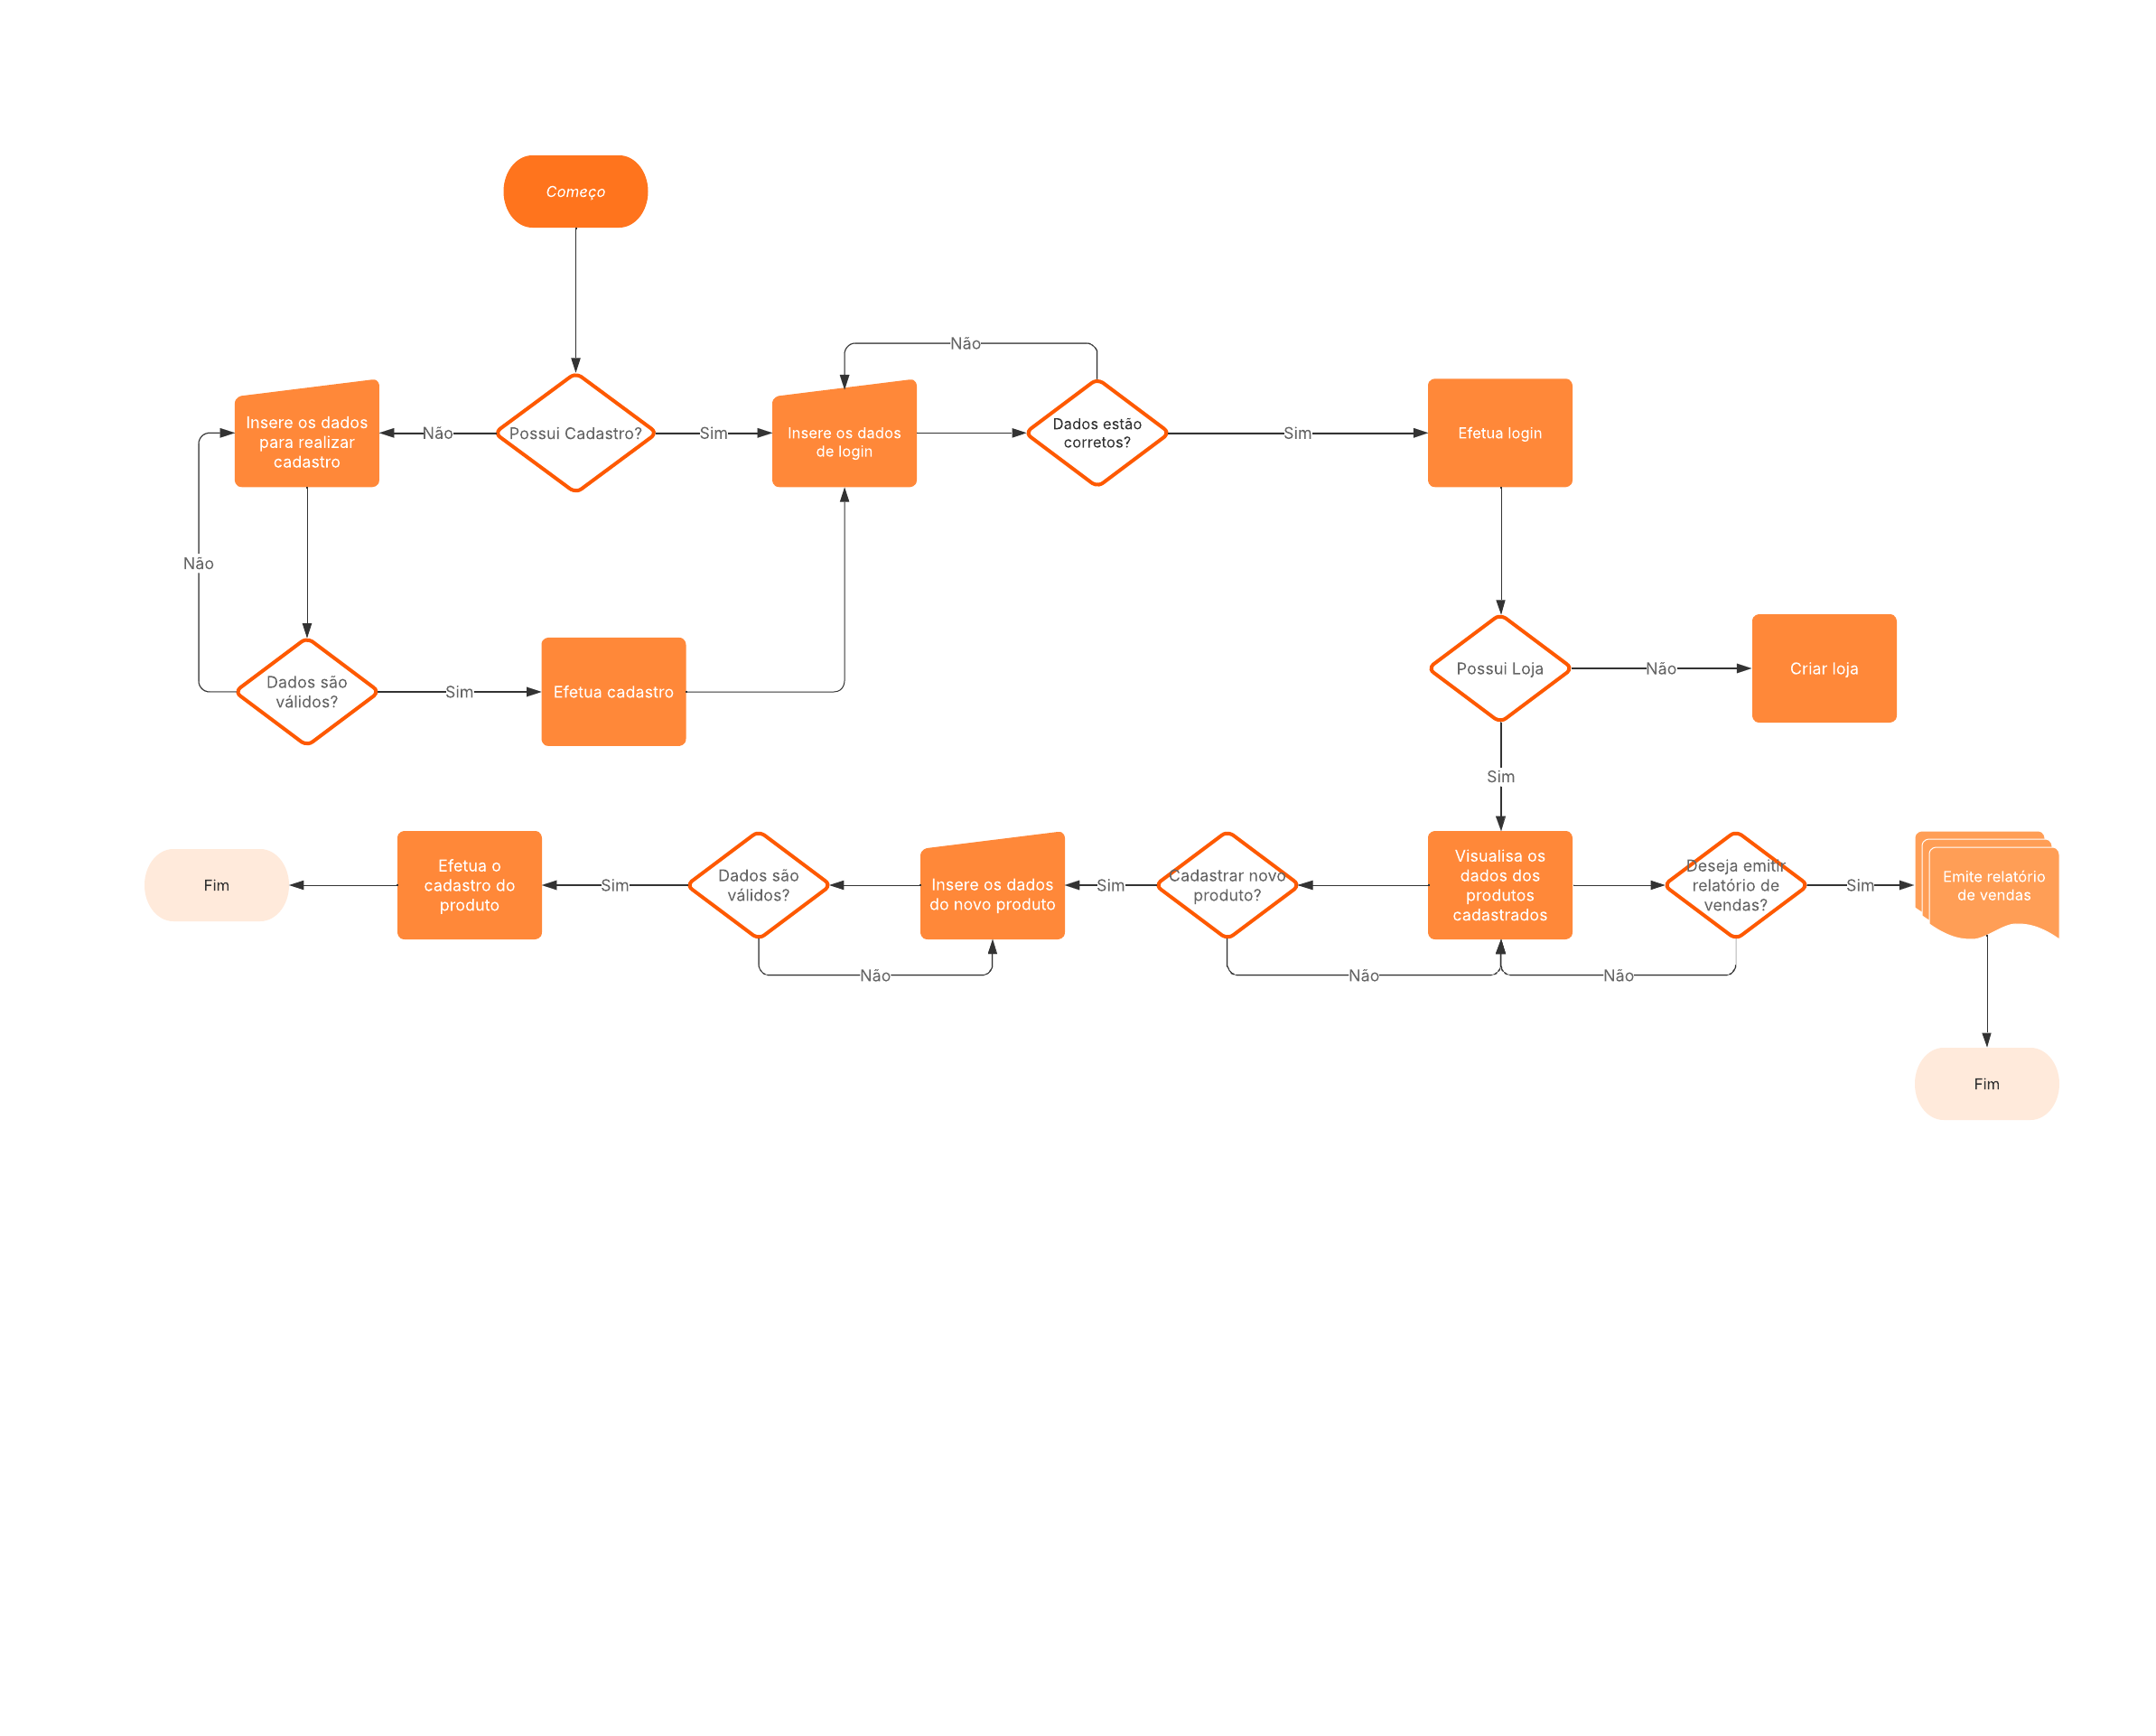 Começo
Não
Insere os dados
para realizar
cadastro
Não
Possui Cadastro?
Sim
Insere os dados
de login
Dados estão
corretos?
Sim
Efetua login
Não
Dados são
válidos?
Sim
Efetua cadastro
Possui Loja
Não
Criar loja
Sim
Fim
Efetua o
cadastro do
produto
Sim
Dados são
válidos?
Insere os dados
do novo produto
Sim
Cadastrar novo
produto?
Visualisa os
dados dos
produtos
cadastrados
Deseja emitir
relatório de
vendas?
Sim
Emite relatório
de vendas
Não
Não
Não
Fim